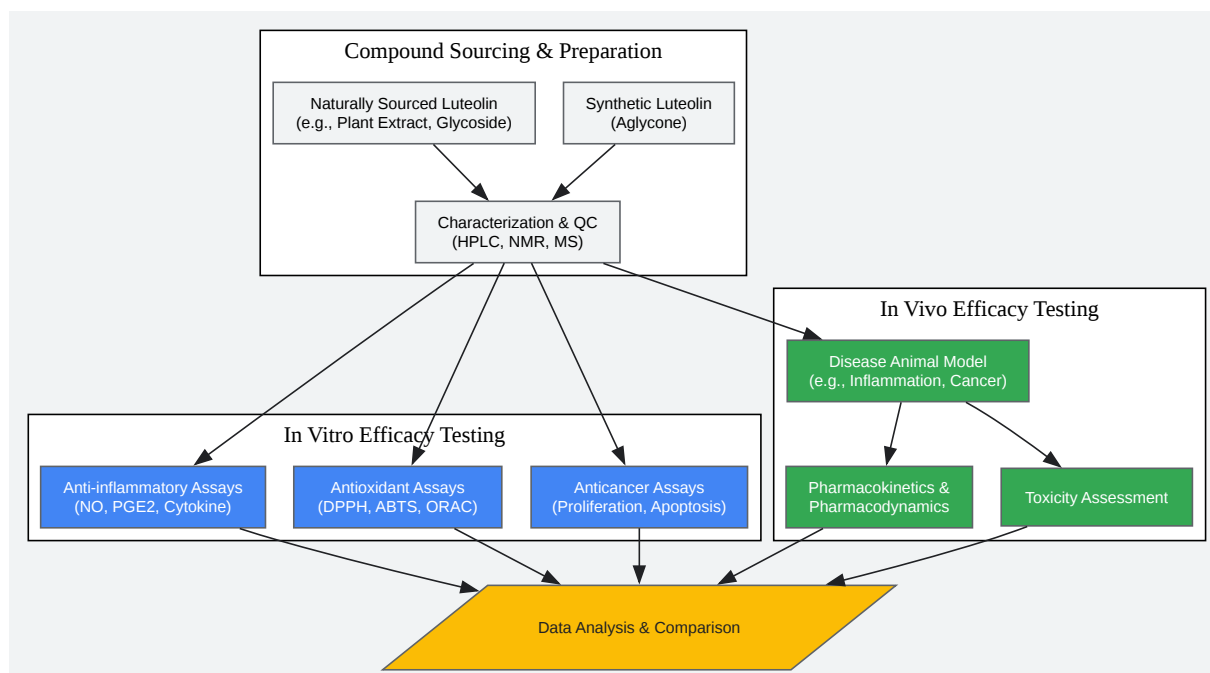 Compound Sourcing & Preparation
Naturally Sourced Luteolin
(e.g., Plant Extract, Glycoside)
Synthetic Luteolin
(Aglycone)
Characterization & QC
(HPLC, NMR, MS)
In Vivo Efficacy Testing
Disease Animal Model
(e.g., Inflammation, Cancer)
In Vitro Efficacy Testing
Anti-inflammatory Assays
(NO, PGE2, Cytokine)
Antioxidant Assays
(DPPH, ABTS, ORAC)
Anticancer Assays
(Proliferation, Apoptosis)
Pharmacokinetics &
Pharmacodynamics
Toxicity Assessment
Data Analysis & Comparison